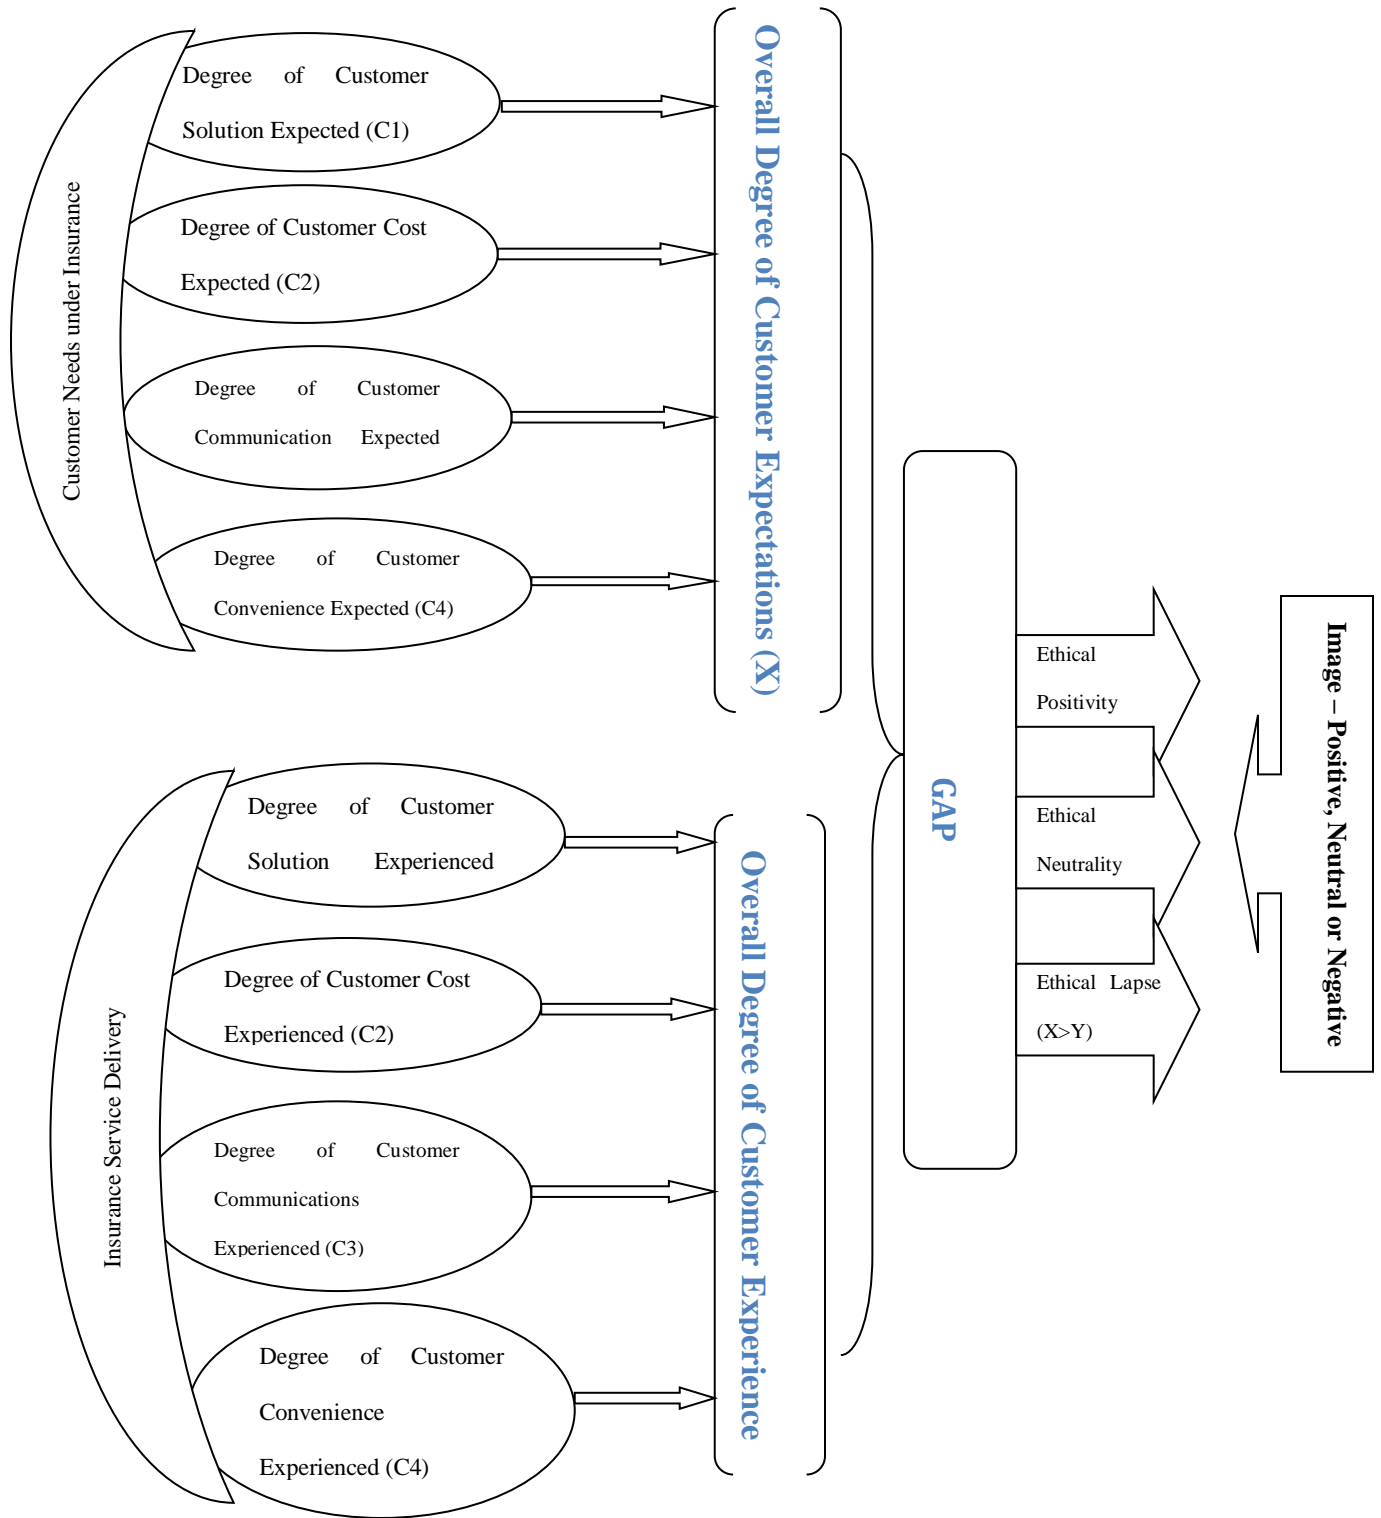 Customer Needs under Insurance
Degree of Customer
Solution Expected (C1)
Degree of Customer Cost
Expected (C2)
Degree of Customer
Communication Expected
Degree of Customer
Convenience Expected (C4)
Overall Degree of Customer Expectations (X)
Insurance Service Delivery
Degree of Customer
Solution Experienced
Degree of Customer Cost
Experienced (C2)
Degree of Customer
Communications
Experienced (C3)
Degree of Customer
Convenience
Experienced (C4)
Overall Degree of Customer Experience
GAP
Ethical
Positivity
Ethical
Neutrality
Ethical Lapse
(X>Y)
Image – Positive, Neutral or Negative